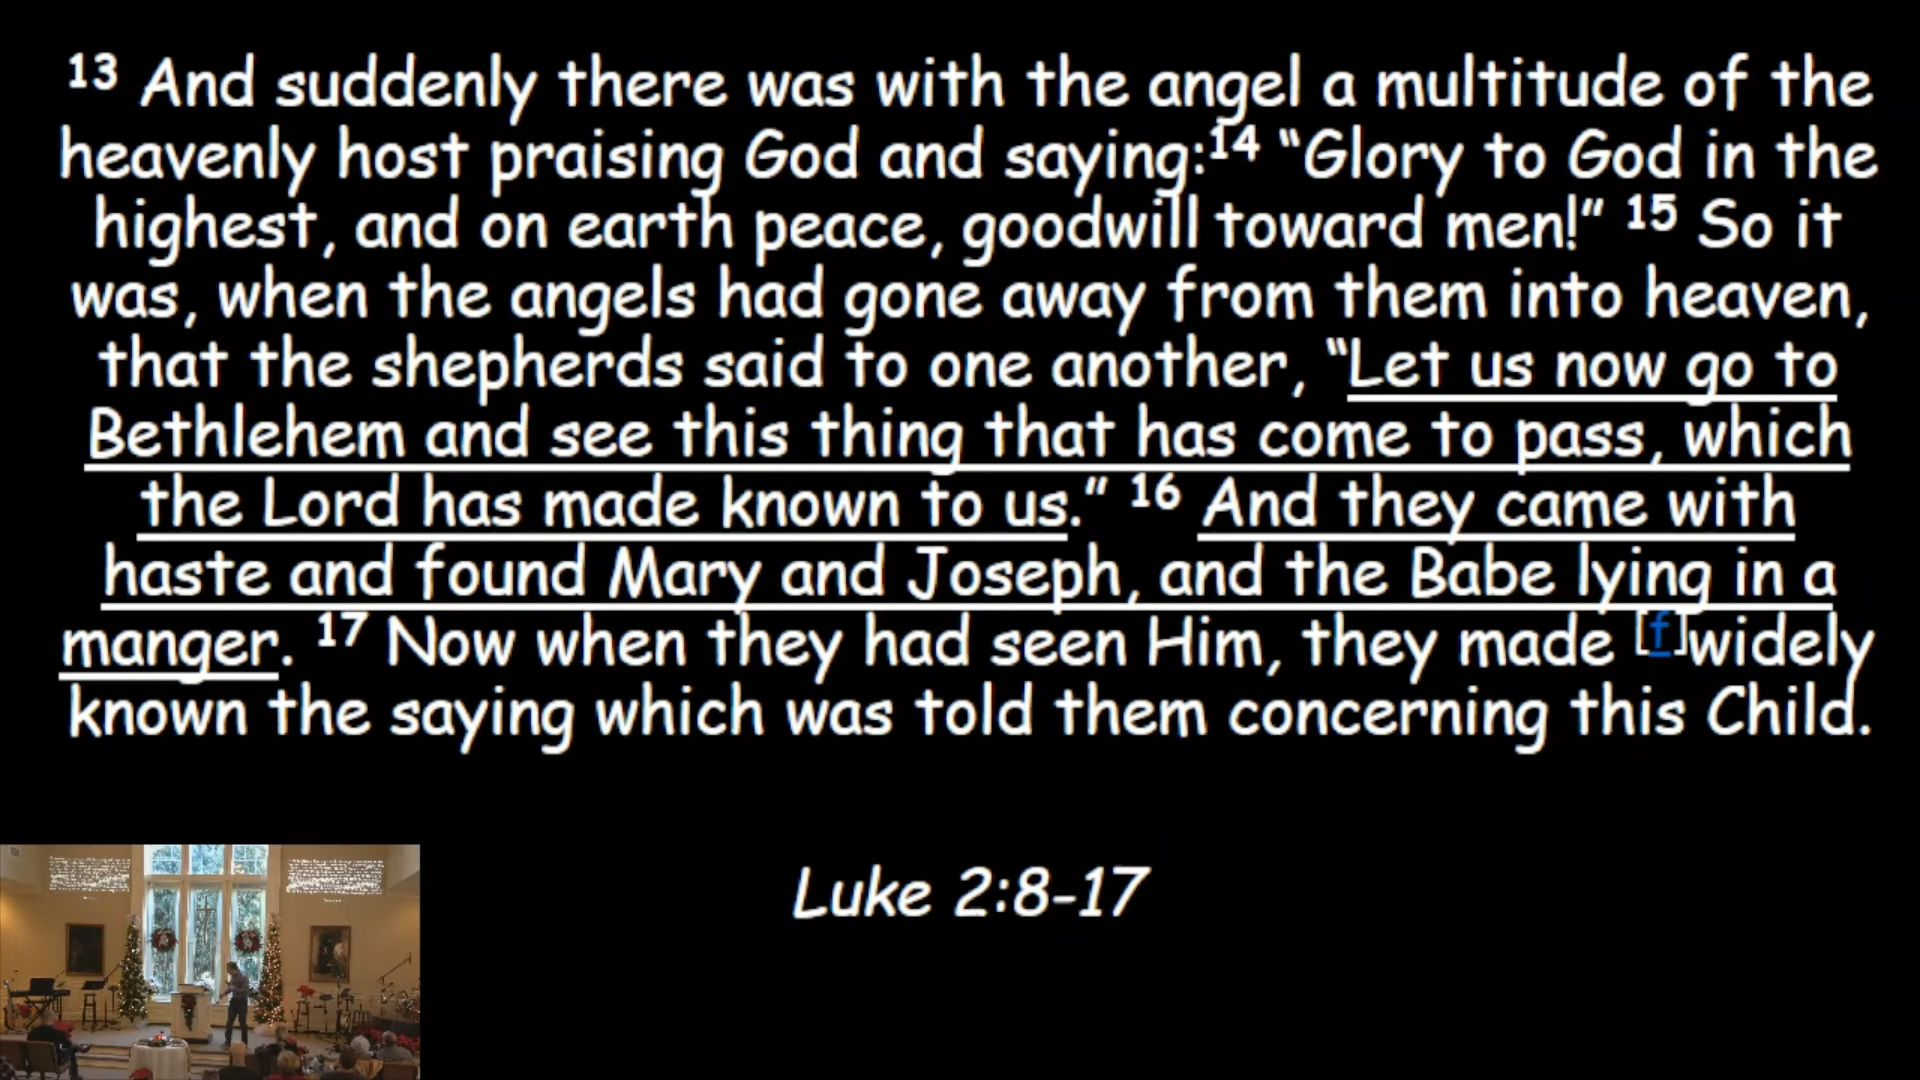 13 And suddenly there was with the angel a multitude of the
heavenly host praising God and saying:14 “Glory to God in the
highest, and on earth peace, goodwill toward men!” 15 So it
was, when the angels had gone away from them into heaven,
that the shepherds said to one another, “Let us now go to
Bethlehem and see this thing that has come to pass, which
the Lord has made known to us.” 16 And they came with
haste and found Mary and Joseph, and the Babe lying in a
manger. 17 Now when they had seen Him, they made [f]widely
known the saying which was told them concerning this Child.
Luke 2:8-17